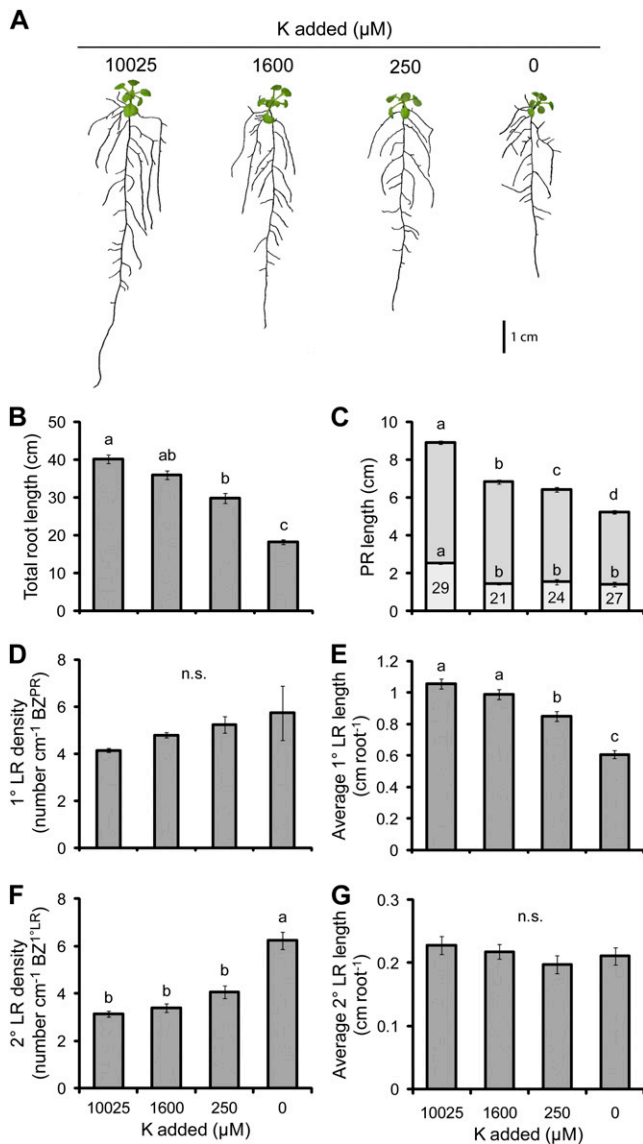 A
K added (µM)
10025 1600 250 0
1 cm
B
Total root length (cm)
50
40
30
20
10
0
a
ab
b
c
C
PR length (cm)
10
8
6
4
2
0
a
b
c
d
a
b
b
b
29
21
24
27
D
1° LR density
(number cm⁻¹ BZᴾᴿ)
8
6
4
2
0
n.s.
E
Average 1° LR length
(cm root⁻¹)
1.2
1
0.8
0.6
0.4
0.2
0
a
a
b
c
F
2° LR density
(number cm⁻¹ BZ¹°ᴸᴿ)
8
6
4
2
0
b
b
b
a
10025 1600 250 0
K added (µM)
G
Average 2° LR length
(cm root⁻¹)
0.3
0.2
0.1
0
n.s.
10025 1600 250 0
K added (µM)